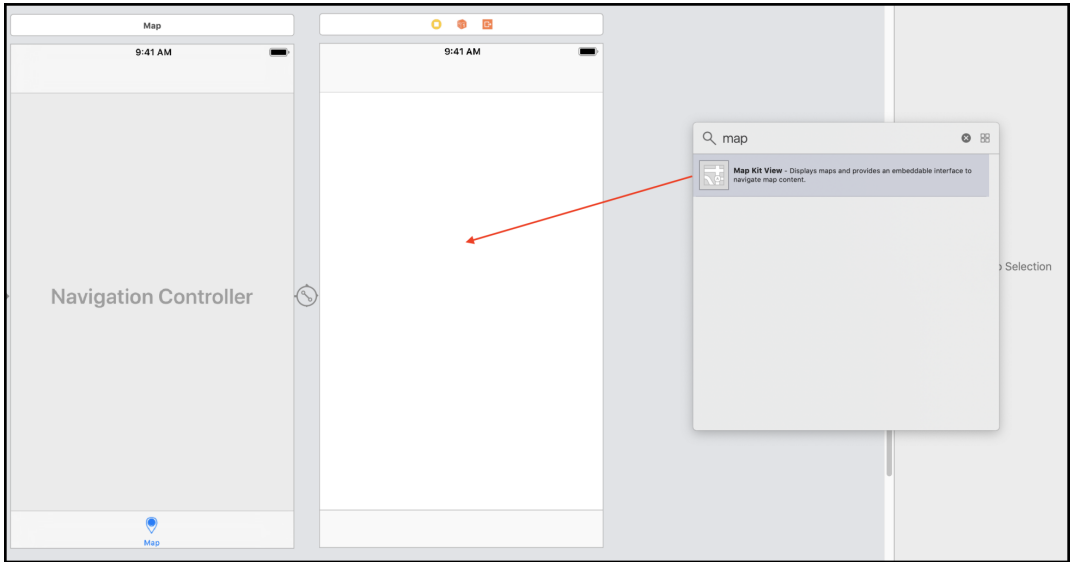 Map
9:41 AM
9:41 AM
map
Map Kit View - Displays maps and provides an embeddable interface to
navigate map content.
Selection
Navigation Controller
Map